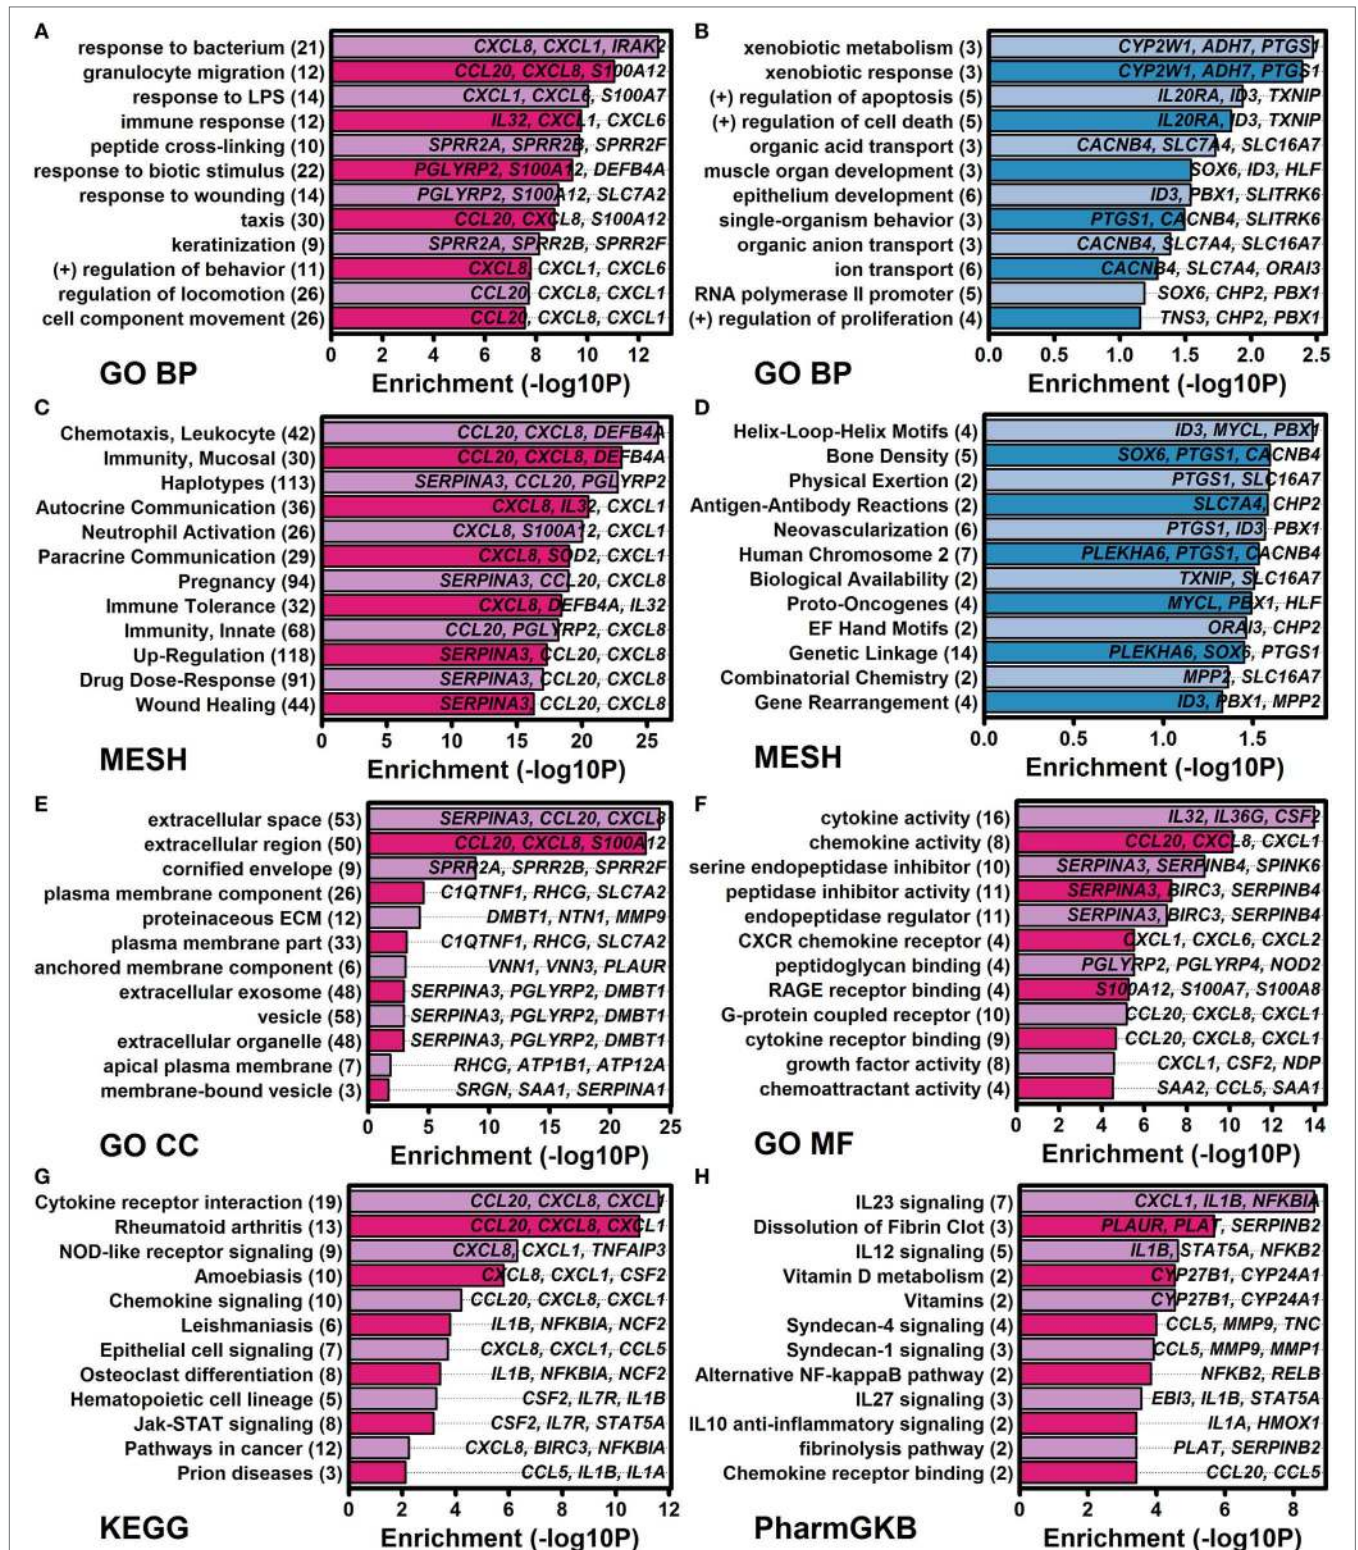 A
response to bacterium (21) CXCL8, CXCL1, IRAK2
granulocyte migration (12) CCL20, CXCL8, S100A12
response to LPS (14) CXCL1, CXCL6, S100A7
immune response (12) IL32, CXCL1, CXCL6
peptide cross-linking (10) SPRR2A, SPRR2B, SPRR2F
response to biotic stimulus (22) PGLYRP2, S100A12, DEFB4A
response to wounding (14) PGLYRP2, S100A12, SLC7A2
taxis (30) CCL20, CXCL8, S100A12
keratinization (9) SPRR2A, SPRR2B, SPRR2F
(+) regulation of behavior (11) CXCL8, CXCL1, CXCL6
regulation of locomotion (26) CCL20, CXCL8, CXCL1
cell component movement (26) CCL20, CXCL8, CXCL1
0 2 4 6 8 10 12
GO BP Enrichment (-log10P)
B
xenobiotic metabolism (3) CYP2W1, ADH7, PTGS1
xenobiotic response (3) CYP2W1, ADH7, PTGS1
(+) regulation of apoptosis (5) IL20RA, ID3, TXNIP
(+) regulation of cell death (5) IL20RA, ID3, TXNIP
organic acid transport (3) CACNB4, SLC7A4, SLC16A7
muscle organ development (3) SOX6, ID3, HLF
epithelium development (6) ID3, PBX1, SLITRK6
single-organism behavior (3) PTGS1, CACNB4, SLITRK6
organic anion transport (3) CACNB4, SLC7A4, SLC16A7
ion transport (6) CACNB4, SLC7A4, ORAI3
RNA polymerase II promoter (5) SOX6, CHP2, PBX1
(+) regulation of proliferation (4) TNS3, CHP2, PBX1
0.0 0.5 1.0 1.5 2.0 2.5
GO BP Enrichment (-log10P)
C
Chemotaxis, Leukocyte (42) CCL20, CXCL8, DEFB4A
Immunity, Mucosal (30) CCL20, CXCL8, DEFB4A
Haplotypes (113) SERPINA3, CCL20, PGLYRP2
Autocrine Communication (36) CXCL8, IL32, CXCL1
Neutrophil Activation (26) CXCL8, S100A12, CXCL1
Paracrine Communication (29) CXCL8, SOD2, CXCL1
Pregnancy (94) SERPINA3, CCL20, CXCL8
Immune Tolerance (32) CXCL8, DEFB4A, IL32
Immunity, Innate (68) CCL20, PGLYRP2, CXCL8
Up-Regulation (118) SERPINA3, CCL20, CXCL8
Drug Dose-Response (91) SERPINA3, CCL20, CXCL8
Wound Healing (44) SERPINA3, CCL20, CXCL8
0 5 10 15 20 25
MESH Enrichment (-log10P)
D
Helix-Loop-Helix Motifs (4) ID3, MYCL, PBX1
Bone Density (5) SOX6, PTGS1, CACNB4
Physical Exertion (2) PTGS1, SLC16A7
Antigen-Antibody Reactions (2) SLC7A4, CHP2
Neovascularization (6) PTGS1, ID3, PBX1
Human Chromosome 2 (7) PLEKHA6, PTGS1, CACNB4
Biological Availability (2) TXNIP, SLC16A7
Proto-Oncogenes (4) MYCL, PBX1, HLF
EF Hand Motifs (2) ORAI3, CHP2
Genetic Linkage (14) PLEKHA6, SOX6, PTGS1
Combinatorial Chemistry (2) MPP2, SLC16A7
Gene Rearrangement (4) ID3, PBX1, MPP2
0.0 0.5 1.0 1.5
MESH Enrichment (-log10P)
E
extracellular space (53) SERPINA3, CCL20, CXCL8
extracellular region (50) CCL20, CXCL8, S100A12
cornified envelope (9) SPRR2A, SPRR2B, SPRR2F
plasma membrane component (26) C1QTNF1, RHCG, SLC7A2
proteinaceous ECM (12) DMBT1, NTN1, MMP9
plasma membrane part (33) C1QTNF1, RHCG, SLC7A2
anchored membrane component (6) VNN1, VNN3, PLAUR
extracellular exosome (48) SERPINA3, PGLYRP2, DMBT1
vesicle (58) SERPINA3, PGLYRP2, DMBT1
extracellular organelle (48) SERPINA3, PGLYRP2, DMBT1
apical plasma membrane (7) RHCG, ATP1B1, ATP12A
membrane-bound vesicle (3) SRGN, SAA1, SERPINA1
0 5 10 15 20 25
GO CC Enrichment (-log10P)
F
cytokine activity (16) IL32, IL36G, CSF2
chemokine activity (8) CCL20, CXCL8, CXCL1
serine endopeptidase inhibitor (10) SERPINA3, SERPINB4, SPINK6
peptidase inhibitor activity (11) SERPINA3, BIRC3, SERPINB4
endopeptidase regulator (11) SERPINA3, BIRC3, SERPINB4
CXCR chemokine receptor (4) CXCL1, CXCL6, CXCL2
peptidoglycan binding (4) PGLYRP2, PGLYRP4, NOD2
RAGE receptor binding (4) S100A12, S100A7, S100A8
G-protein coupled receptor (10) CCL20, CXCL8, CXCL1
cytokine receptor binding (9) CCL20, CXCL8, CXCL1
growth factor activity (8) CXCL1, CSF2, NDP
chemoattractant activity (4) SAA2, CCL5, SAA1
0 2 4 6 8 10 12 14
GO MF Enrichment (-log10P)
G
Cytokine receptor interaction (19) CCL20, CXCL8, CXCL1
Rheumatoid arthritis (13) CCL20, CXCL8, CXCL1
NOD-like receptor signaling (9) CXCL8, CXCL1, TNFAIP3
Amoebiasis (10) CXCL8, CXCL1, CSF2
Chemokine signaling (10) CCL20, CXCL8, CXCL1
Leishmaniasis (6) IL1B, NFKBIA, NCF2
Epithelial cell signaling (7) CXCL8, CXCL1, CCL5
Osteoclast differentiation (8) IL1B, NFKBIA, NCF2
Hematopoietic cell lineage (5) CSF2, IL7R, IL1B
Jak-STAT signaling (8) CSF2, IL7R, STAT5A
Pathways in cancer (12) CXCL8, BIRC3, NFKBIA
Prion diseases (3) CCL5, IL1B, IL1A
0 2 4 6 8 10 12
KEGG Enrichment (-log10P)
H
IL23 signaling (7) CXCL1, IL1B, NFKBIA
Dissolution of Fibrin Clot (3) PLAUR, PLAT, SERPINB2
IL12 signaling (5) IL1B, STAT5A, NFKB2
Vitamin D metabolism (2) CYP27B1, CYP24A1
Vitamins (2) CYP27B1, CYP24A1
Syndecan-4 signaling (4) CCL5, MMP9, TNC
Syndecan-1 signaling (3) CCL5, MMP9, MMP1
Alternative NF-kappaB pathway (2) NFKB2, RELB
IL27 signaling (3) EBI3, IL1B, STAT5A
IL10 anti-inflammatory signaling (2) IL1A, HMOX1
fibrinolysis pathway (2) PLAT, SERPINB2
Chemokine receptor binding (2) CCL20, CCL5
0 2 4 6 8
PharmGKB Enrichment (-log10P)